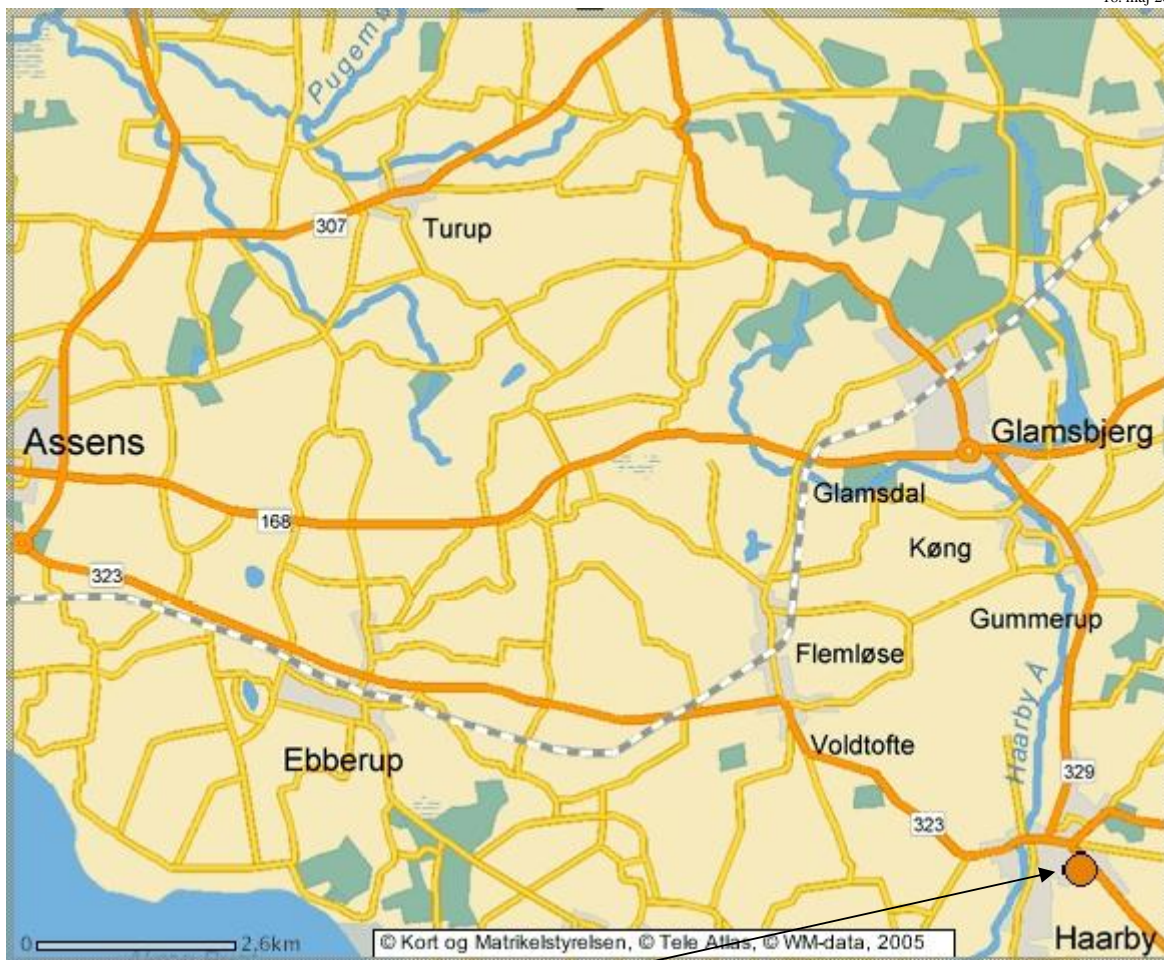 Pugemb
307
Turup
Assens
Glamsbjerg
Glamsdal
168
Køng
323
Gummerup
Flemløse
Haarby Å
Voldtofte
Ebberup
329
323
0 2,6km
© Kort og Matrikelstyrelsen, © Tele Atlas, © WM-data, 2005
Haarby